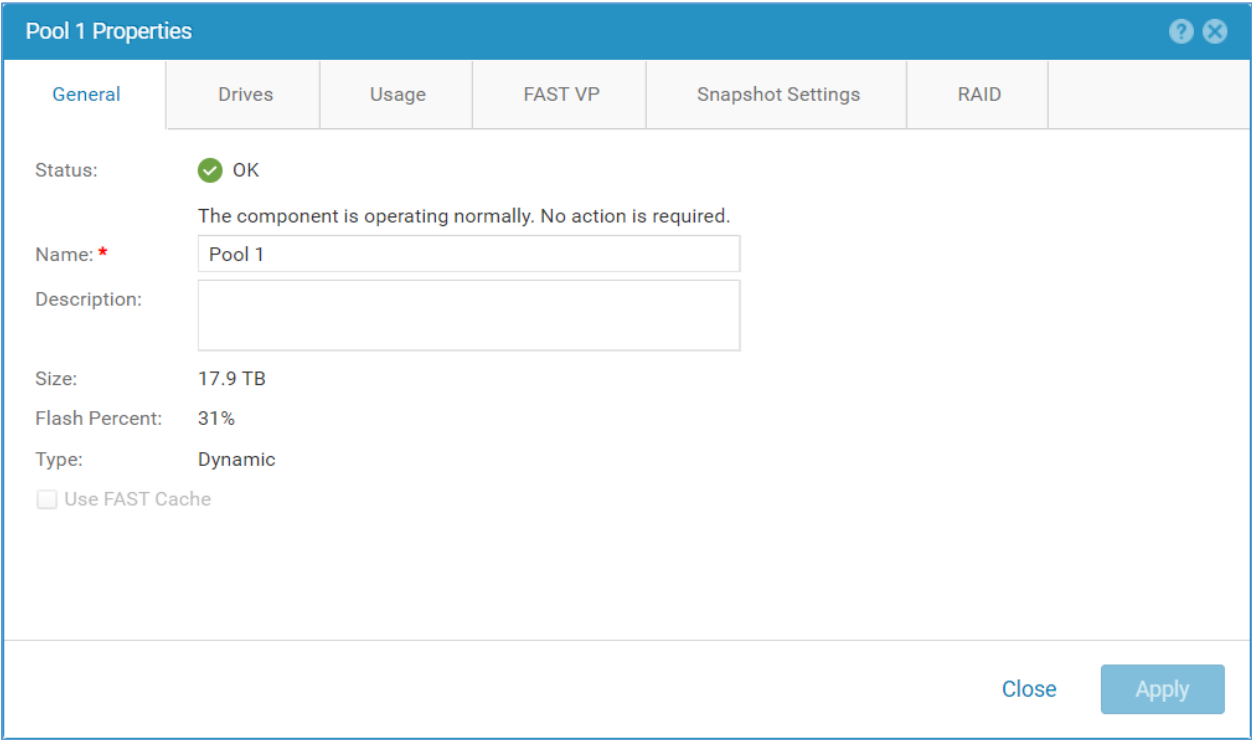 Pool 1 Properties
General Drives Usage FAST VP Snapshot Settings RAID
Status: OK
The component is operating normally. No action is required.
Name: * Pool 1
Description:
Size: 17.9 TB
Flash Percent: 31%
Type: Dynamic
Use FAST Cache
Close Apply